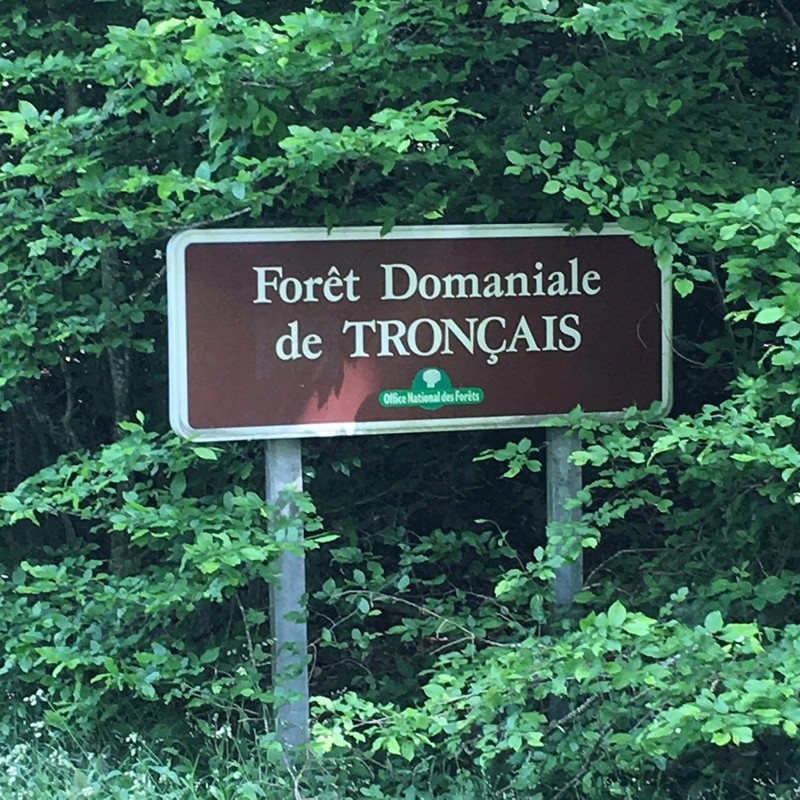 Forêt Domaniale
de TRONÇAIS
Office National des Forêts